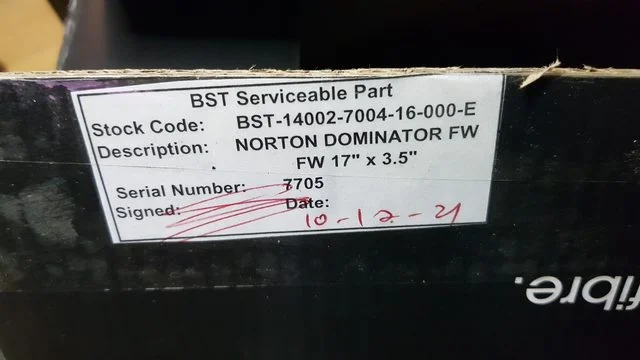 BST Serviceable Part
Stock Code: BST-14002-7004-16-000-E
Description: NORTON DOMINATOR FW
FW 17" x 3.5"
Serial Number: 7705
Signed: Date:
10-12-21
fibre.